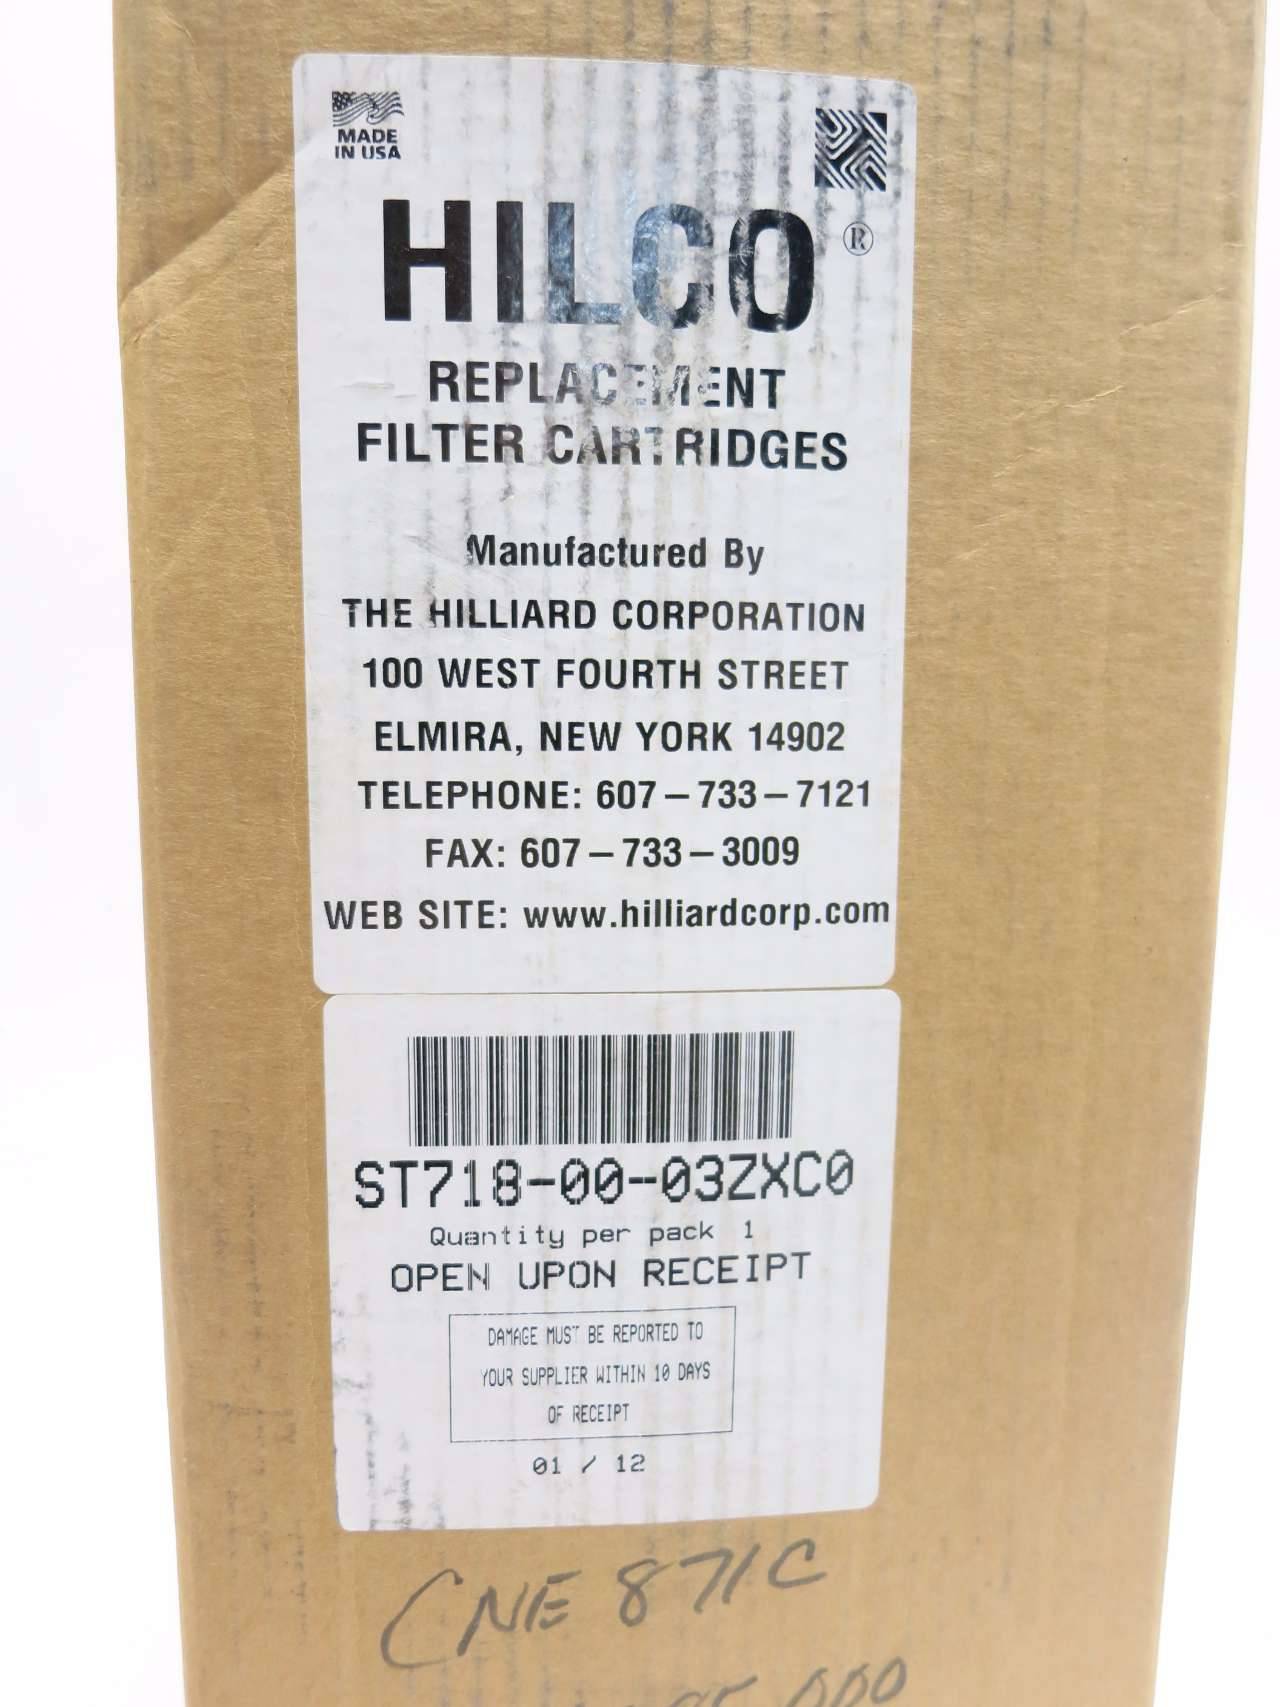 MADE
IN USA
HILCO®
REPLACEMENT
FILTER CARTRIDGES
Manufactured By
THE HILLIARD CORPORATION
100 WEST FOURTH STREET
ELMIRA, NEW YORK 14902
TELEPHONE: 607–733–7121
FAX: 607–733–3009
WEB SITE: www.hilliardcorp.com
ST718-00-03ZXC0
Quantity per pack 1
OPEN UPON RECEIPT
DAMAGE MUST BE REPORTED TO
YOUR SUPPLIER WITHIN 10 DAYS
OF RECEIPT
01 / 12
CNE 871C
000